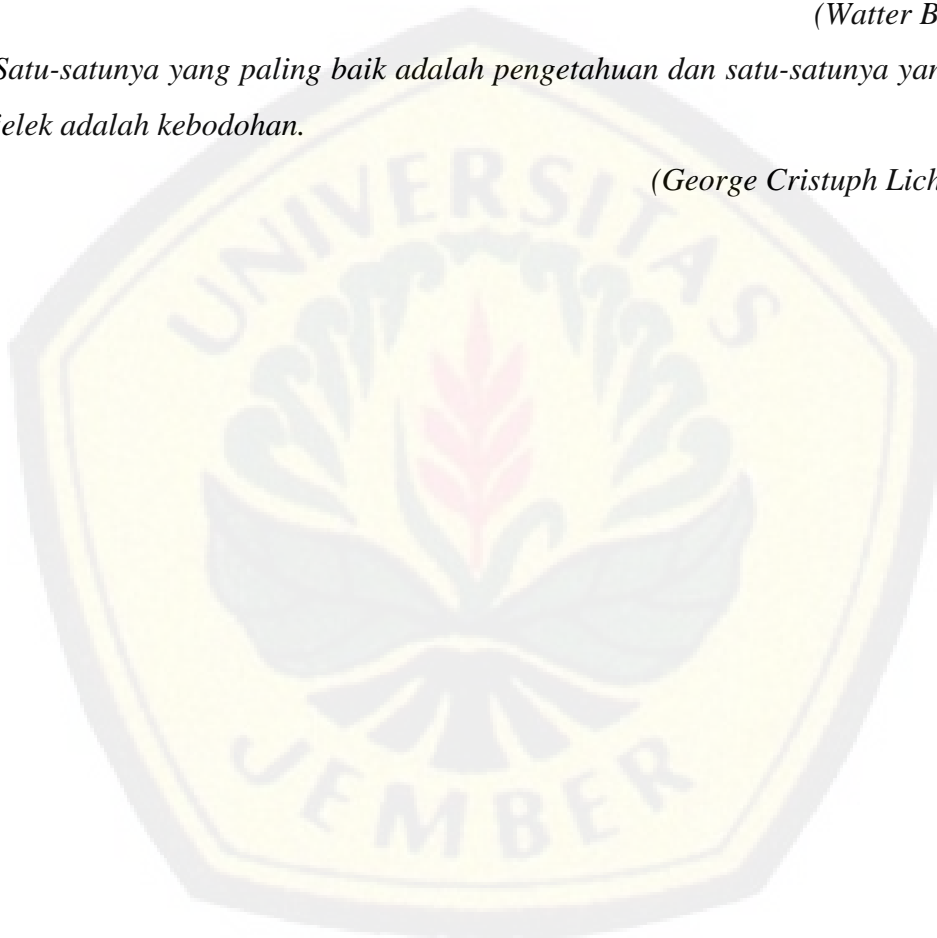 (Watter B
Satu-satunya yang paling baik adalah pengetahuan dan satu-satunya yan
jelek adalah kebodohan.
(George Cristuph Lich
UNIVERSITAS
JEMBER